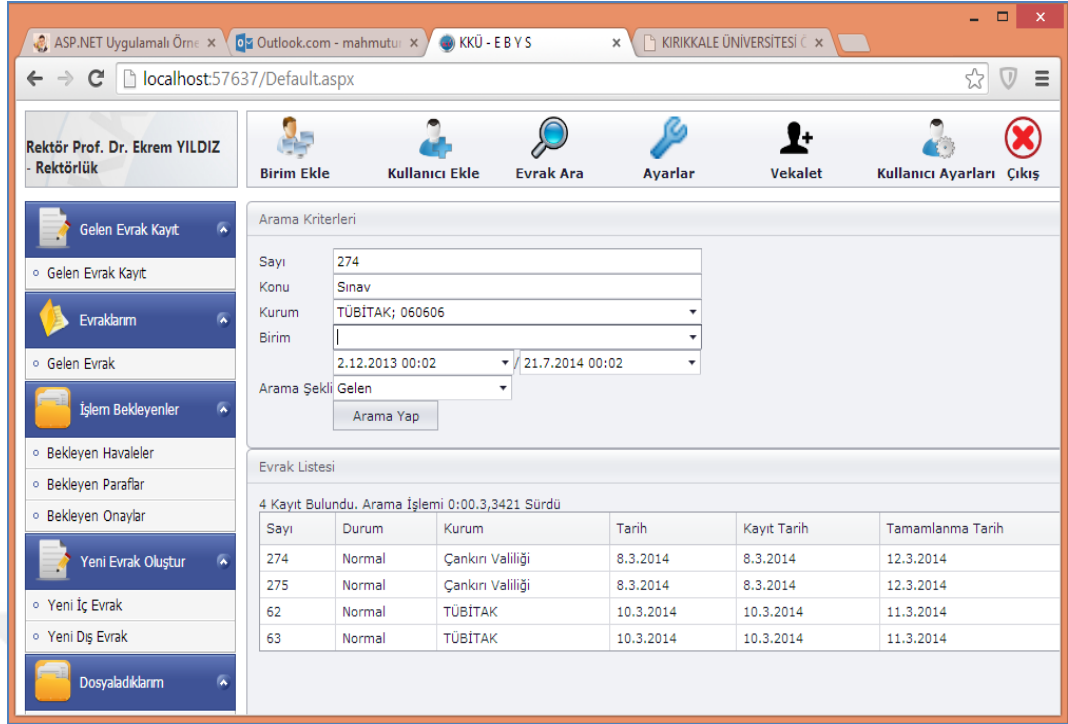 ASP.NET Uygulamalı Örne
Outlook.com - mahmutu
KKÜ - E B Y S
KIRIKKALE ÜNİVERSİTESİ
localhost:57637/Default.aspx
Rektör Prof. Dr. Ekrem YILDIZ
- Rektörlük
Birim Ekle
Kullanıcı Ekle
Evrak Ara
Ayarlar
Vekalet
Kullanıcı Ayarları
Çıkış
Gelen Evrak Kayıt
Gelen Evrak Kayıt
Evraklarım
Gelen Evrak
İşlem Bekleyenler
Bekleyen Havaleler
Bekleyen Paraflar
Bekleyen Onaylar
Yeni Evrak Oluştur
Yeni İç Evrak
Yeni Dış Evrak
Dosyaladıklarım
Arama Kriterleri
Sayı 274
Konu Sınav
Kurum TÜBİTAK; 060606
Birim
2.12.2013 00:02 / 21.7.2014 00:02
Arama Şekli Gelen
Arama Yap
Evrak Listesi
4 Kayıt Bulundu. Arama İşlemi 0:00.3,3421 Sürdü
Sayı Durum Kurum Tarih Kayıt Tarih Tamamlanma Tarih
274 Normal Çankırı Valiliği 8.3.2014 8.3.2014 12.3.2014
275 Normal Çankırı Valiliği 8.3.2014 8.3.2014 12.3.2014
62 Normal TÜBİTAK 10.3.2014 10.3.2014 11.3.2014
63 Normal TÜBİTAK 10.3.2014 10.3.2014 11.3.2014